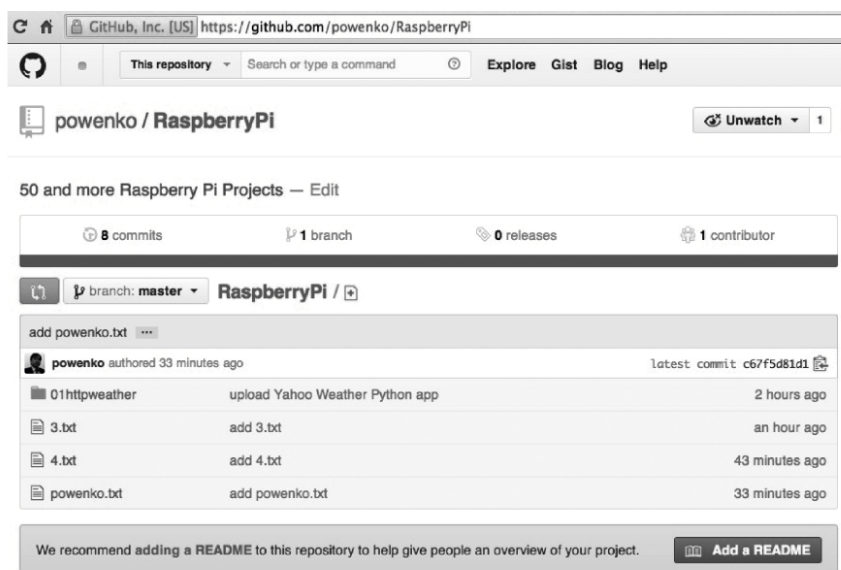 GitHub, Inc. [US] https://github.com/powenko/RaspberryPi
This repository Search or type a command Explore Gist Blog Help
powenko / RaspberryPi Unwatch 1
50 and more Raspberry Pi Projects — Edit
8 commits 1 branch 0 releases 1 contributor
branch: master RaspberryPi /
add powenko.txt ...
powenko authored 33 minutes ago latest commit c67f5d81d1
01httpweather upload Yahoo Weather Python app 2 hours ago
3.txt add 3.txt an hour ago
4.txt add 4.txt 43 minutes ago
powenko.txt add powenko.txt 33 minutes ago
We recommend adding a README to this repository to help give people an overview of your project. Add a README